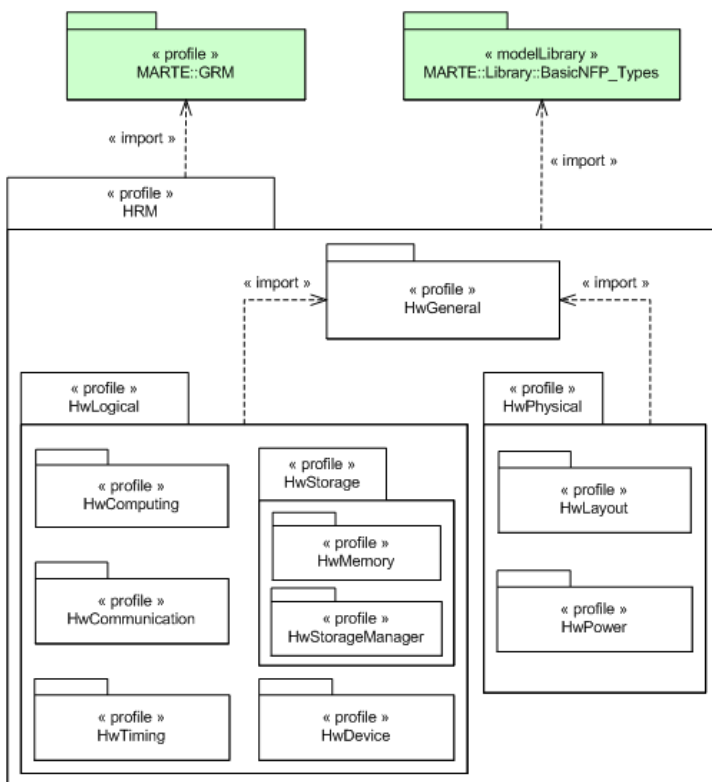 « profile »
MARTE::GRM
« modelLibrary »
MARTE::Library::BasicNFP_Types
« import »
« import »
« profile »
HRM
« profile »
HwGeneral
« import »
« import »
« profile »
HwLogical
« profile »
HwPhysical
« profile »
HwComputing
« profile »
HwStorage
« profile »
HwMemory
« profile »
HwStorageManager
« profile »
HwCommunication
« profile »
HwTiming
« profile »
HwDevice
« profile »
HwLayout
« profile »
HwPower